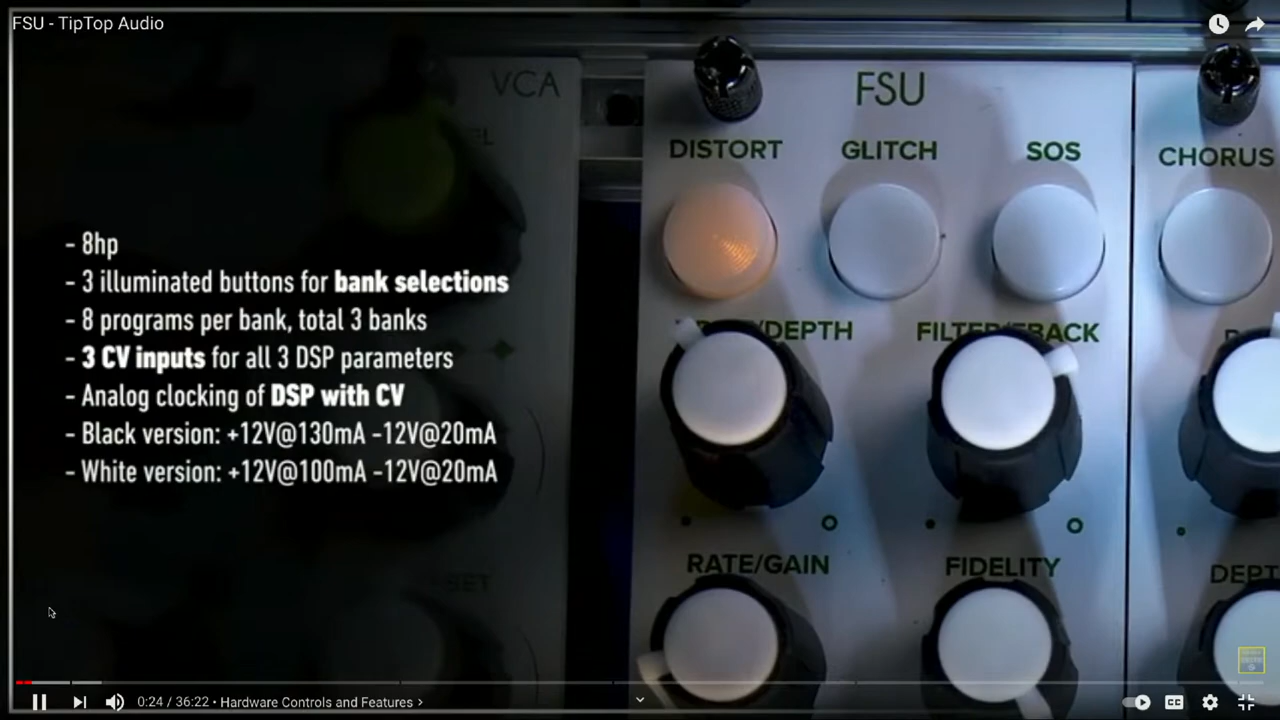 FSU - TipTop Audio
VCA
FSU
DISTORT
GLITCH
SOS
CHORUS
- 8hp
- 3 illuminated buttons for bank selections
- 8 programs per bank, total 3 banks
- 3 CV inputs for all 3 DSP parameters
- Analog clocking of DSP with CV
- Black version: +12V@130mA -12V@20mA
- White version: +12V@100mA -12V@20mA
/DEPTH
RATE/GAIN
FIDELITY
DEPT
0:24 / 36:22 • Hardware Controls and Features >
CC